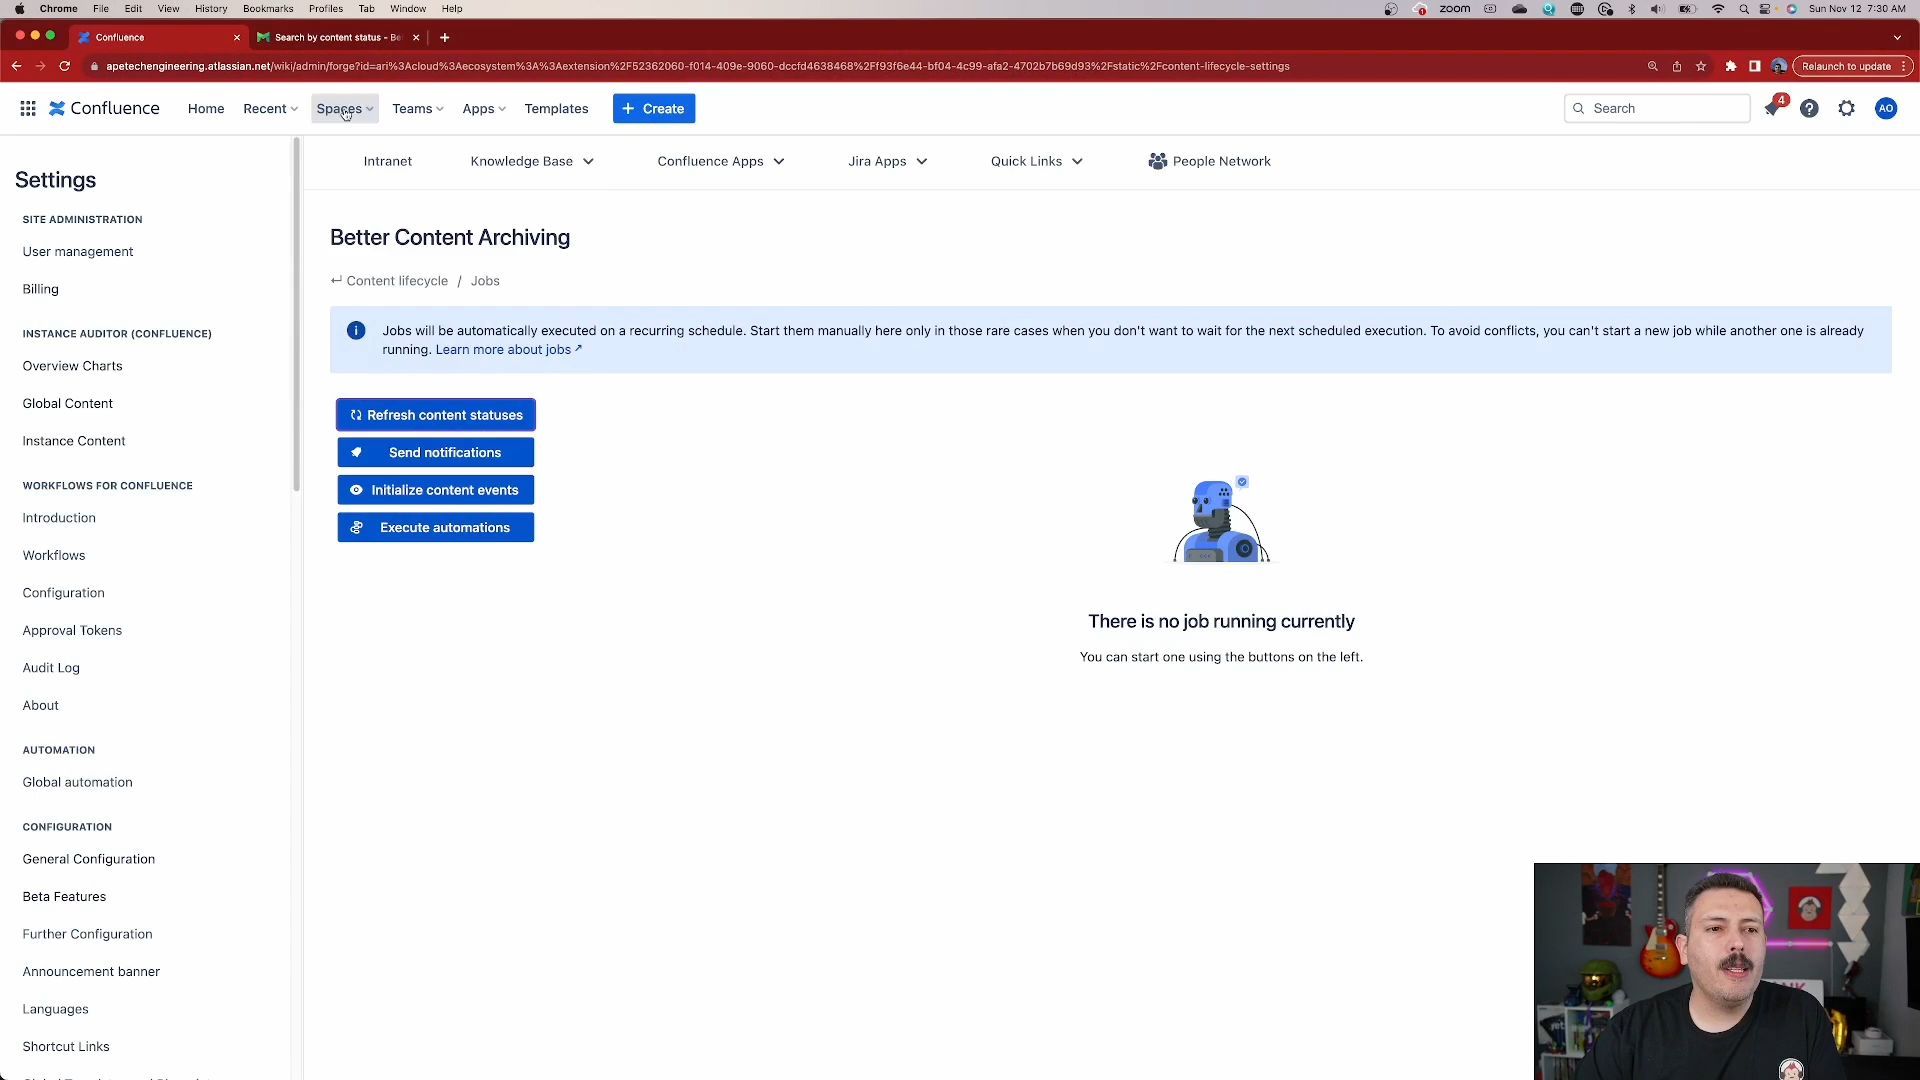 Chrome File Edit View History Bookmarks Profiles Tab Window Help
zoom Sun Nov 12 7:30 AM
Confluence
Search by content status - Be
apetechengineering.atlassian.net/wiki/admin/forge?id=ari%3Acloud%3Aecosystem%3A%3Aextension%2F52362060-f014-409e-9060-dccfd4638468%2Ff93f6e44-bf04-4c99-afa2-4702b7b69d93%2Fstatic%2Fcontent-lifecycle-settings
Relaunch to update
Confluence Home Recent Spaces Teams Apps Templates + Create
Search
4
AO
Intranet Knowledge Base Confluence Apps Jira Apps Quick Links People Network
Settings
SITE ADMINISTRATION
User management
Billing
INSTANCE AUDITOR (CONFLUENCE)
Overview Charts
Global Content
Instance Content
WORKFLOWS FOR CONFLUENCE
Introduction
Workflows
Configuration
Approval Tokens
Audit Log
About
AUTOMATION
Global automation
CONFIGURATION
General Configuration
Beta Features
Further Configuration
Announcement banner
Languages
Shortcut Links
Better Content Archiving
Content lifecycle / Jobs
Jobs will be automatically executed on a recurring schedule. Start them manually here only in those rare cases when you don't want to wait for the next scheduled execution. To avoid conflicts, you can't start a new job while another one is already
running. Learn more about jobs
Refresh content statuses
Send notifications
Initialize content events
Execute automations
There is no job running currently
You can start one using the buttons on the left.